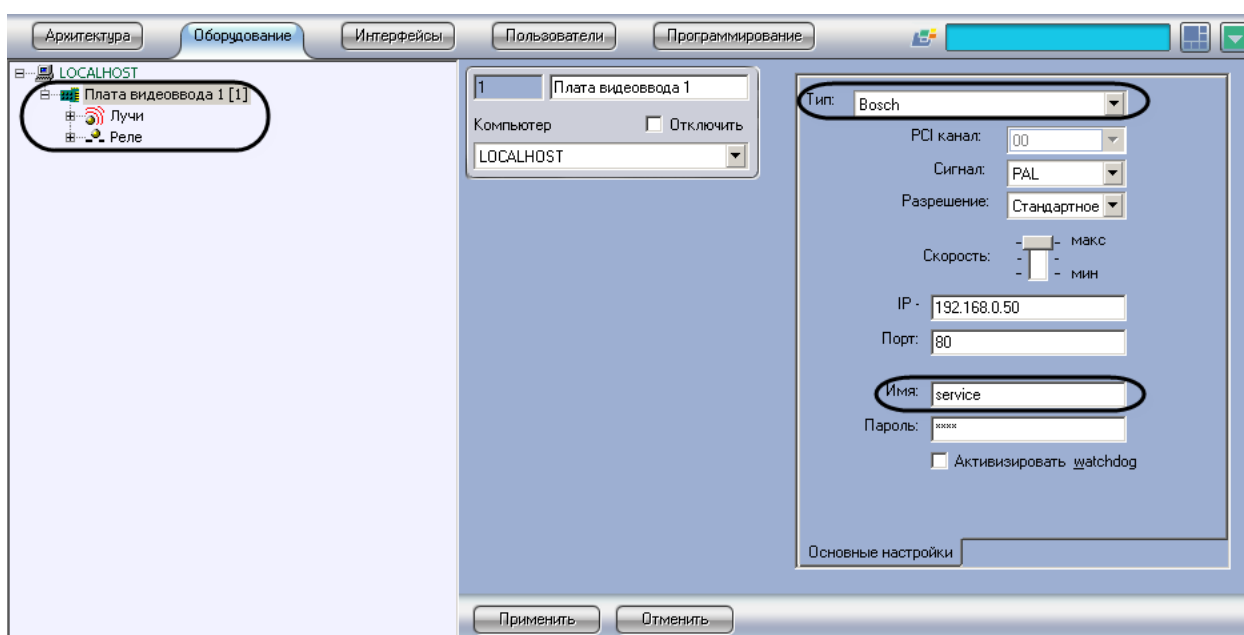 Архитектура Оборудование Интерфейсы Пользователи Программирование
LOCALHOST
Плата видеоввода 1 [1]
Лучи
Реле
1 Плата видеоввода 1
Компьютер Отключить
LOCALHOST
Тип: Bosch
PCI канал: 00
Сигнал: PAL
Разрешение: Стандартное
макс
Скорость:
мин
IP - 192.168.0.50
Порт: 80
Имя: service
Пароль: xxxx
Активизировать watchdog
Основные настройки
Применить Отменить